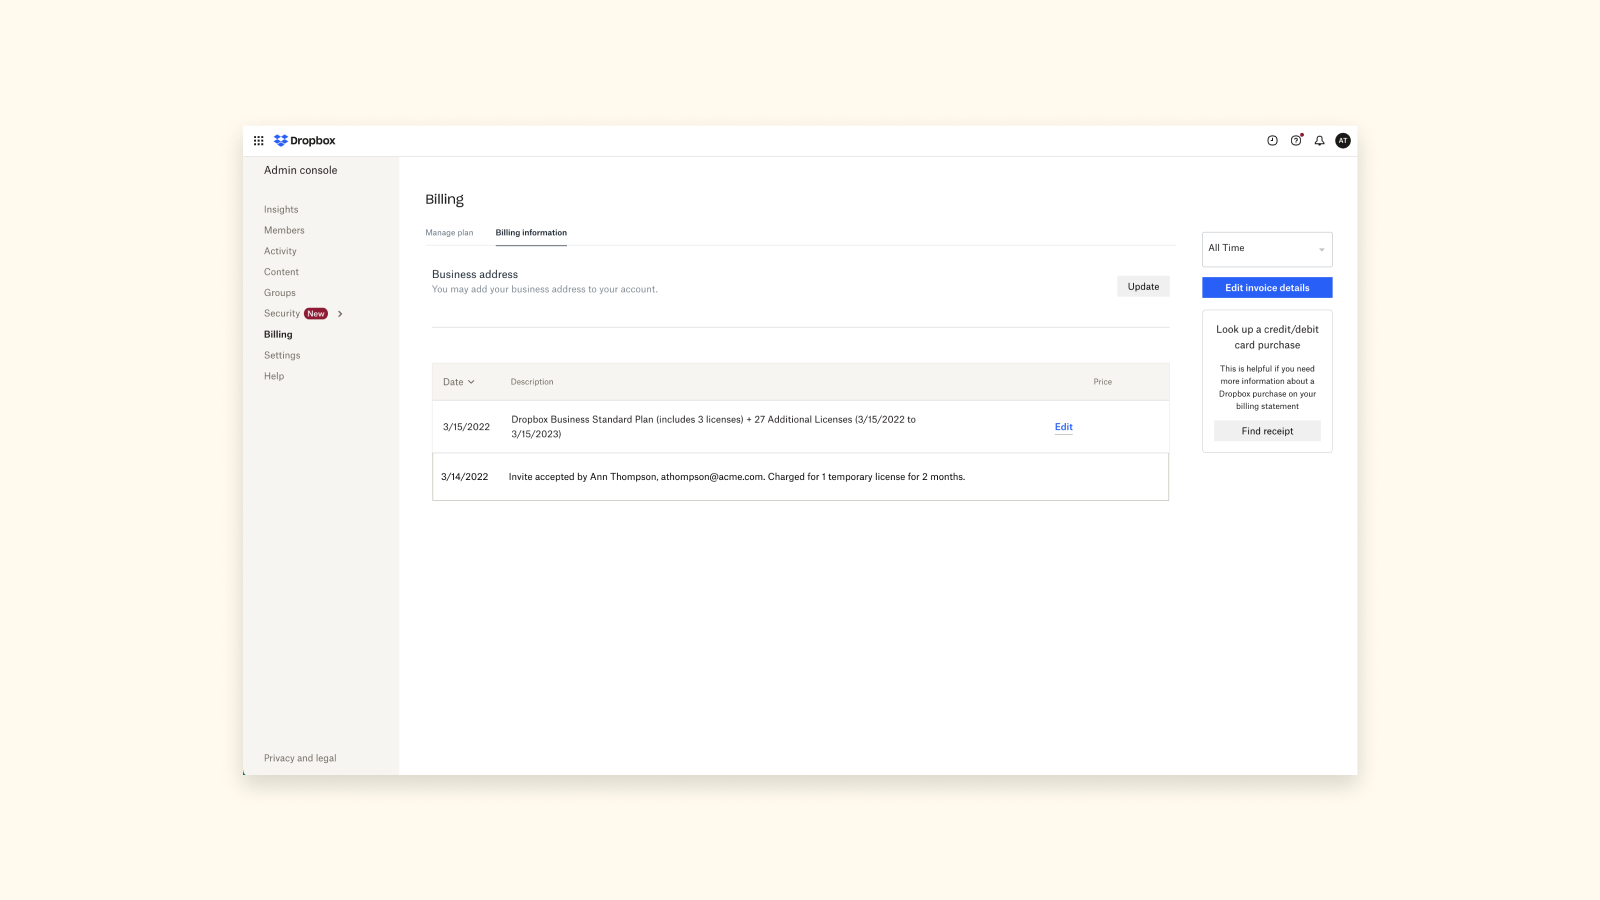 Dropbox
AT
Admin console
Insights
Members
Activity
Content
Groups
Security New
Billing
Settings
Help
Privacy and legal
Billing
Manage plan Billing information
Business address
You may add your business address to your account.
Update
Date Description Price
3/15/2022 Dropbox Business Standard Plan (includes 3 licenses) + 27 Additional Licenses (3/15/2022 to
3/15/2023)
Edit
3/14/2022 Invite accepted by Ann Thompson, athompson@acme.com. Charged for 1 temporary license for 2 months.
All Time
Edit invoice details
Look up a credit/debit
card purchase
This is helpful if you need
more information about a
Dropbox purchase on your
billing statement
Find receipt